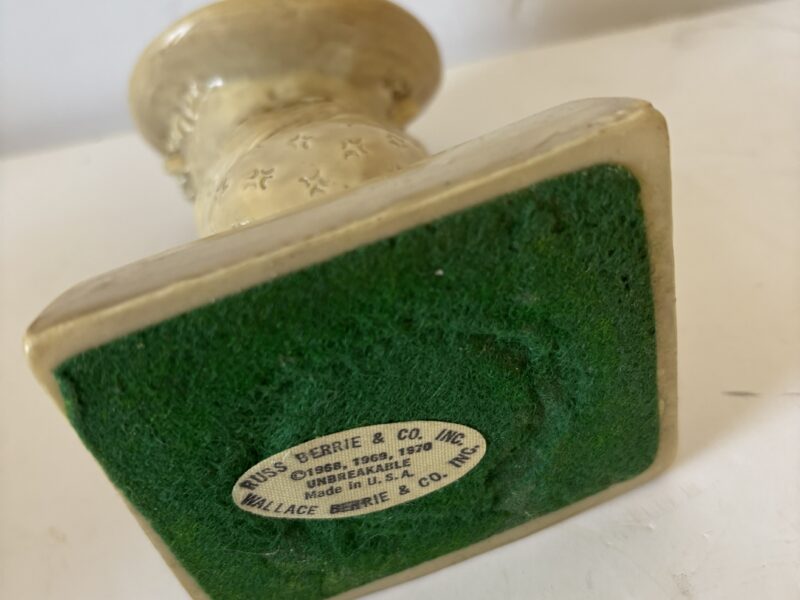 RUSS BERRIE & CO. INC.
©1968, 1969, 1970
UNBREAKABLE
Made in U.S.A.
WALLACE BERRIE & CO. INC.